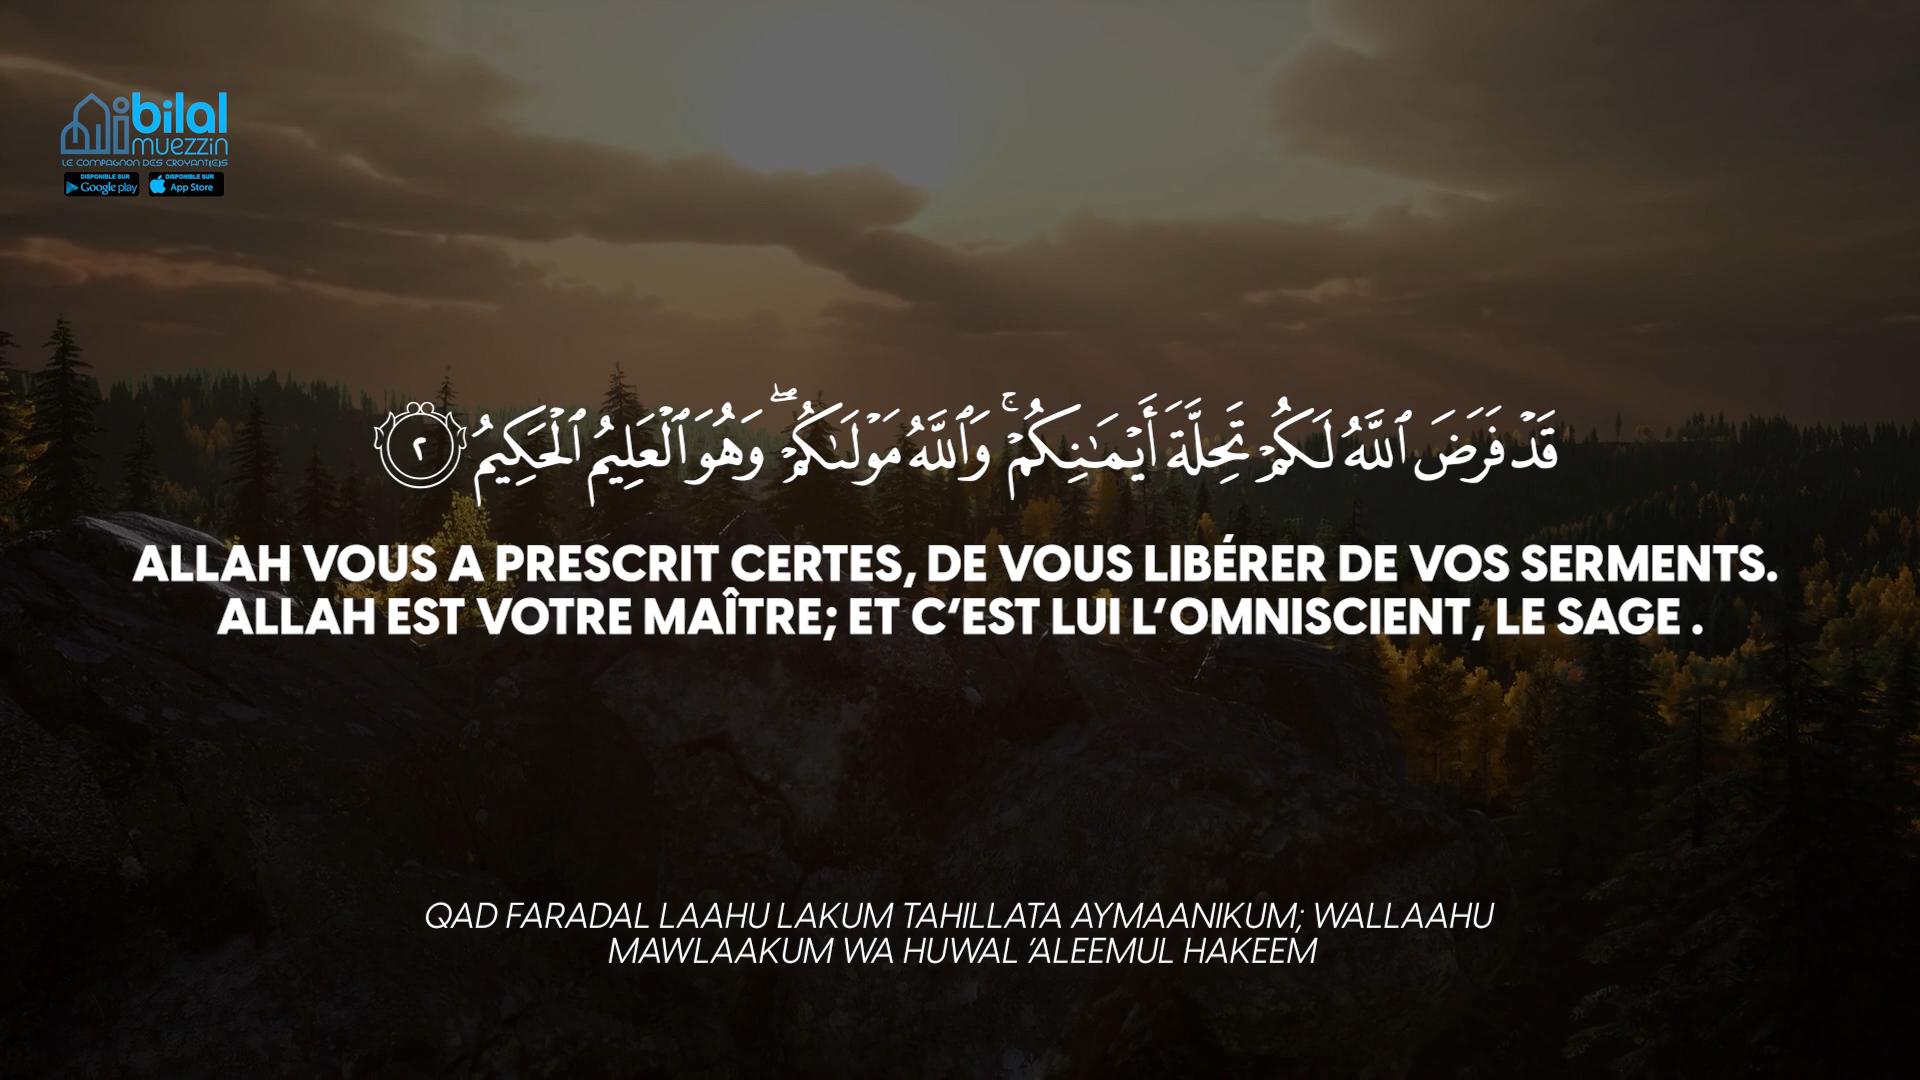 bilal
muezzin
LE COMPAGNON DES CROYANT(E)S
DISPONIBLE SUR
Google play
DISPONIBLE SUR
App Store
قَدْ فَرَضَ ٱللَّهُ لَكُمْ تَحِلَّةَ أَيْمَـٰنِكُمْ ۚ وَٱللَّهُ مَوْلَىٰكُمْ ۖ وَهُوَ ٱلْعَلِيمُ ٱلْحَكِيمُ ٢
ALLAH VOUS A PRESCRIT CERTES, DE VOUS LIBÉRER DE VOS SERMENTS.
ALLAH EST VOTRE MAÎTRE; ET C’EST LUI L’OMNISCIENT, LE SAGE .
QAD FARADAL LAAHU LAKUM TAHILLATA AYMAANIKUM; WALLAAHU
MAWLAAKUM WA HUWAL ‘ALEEMUL HAKEEM